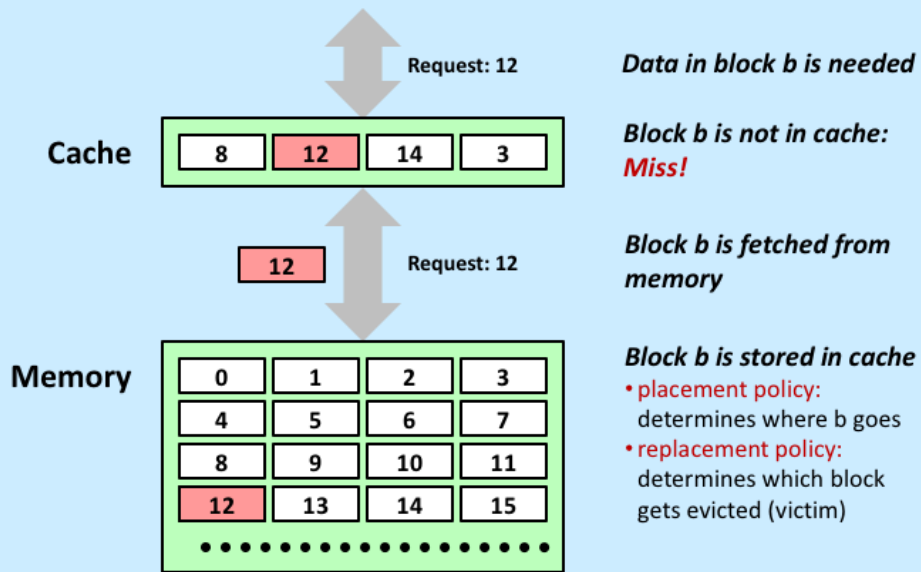 Request: 12
Data in block b is needed
Cache
8 12 14 3
Block b is not in cache:
Miss!
12
Request: 12
Block b is fetched from
memory
Memory
0 1 2 3
4 5 6 7
8 9 10 11
12 13 14 15
Block b is stored in cache
• placement policy:
determines where b goes
• replacement policy:
determines which block
gets evicted (victim)